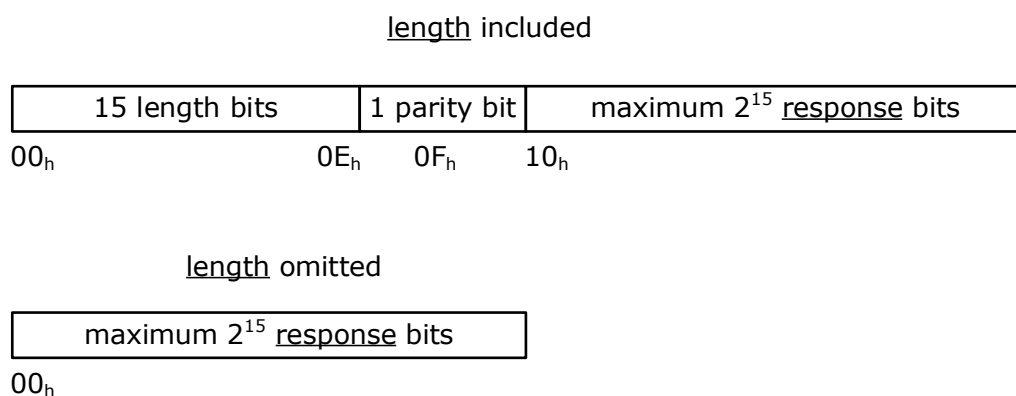 length included
15 length bits 1 parity bit maximum 2¹⁵ response bits
00ₕ 0Eₕ 0Fₕ 10ₕ
length omitted
maximum 2¹⁵ response bits
00ₕ